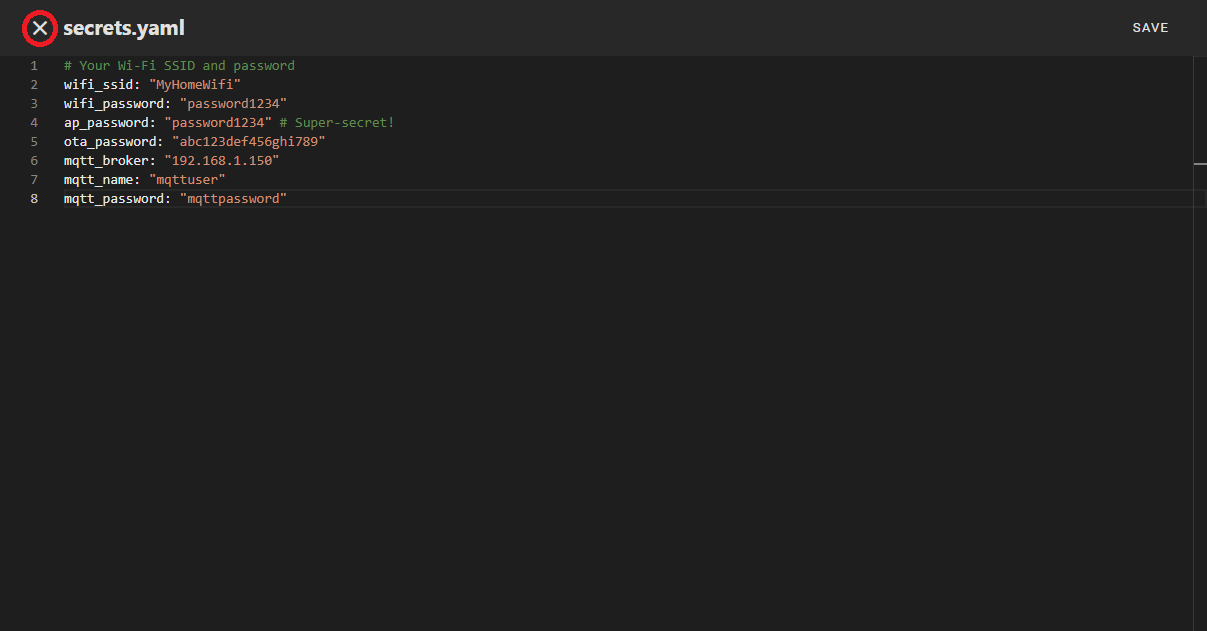 secrets.yaml
SAVE
1 # Your Wi-Fi SSID and password
2 wifi_ssid: "MyHomeWifi"
3 wifi_password: "password1234"
4 ap_password: "password1234" # Super-secret!
5 ota_password: "abc123def456ghi789"
6 mqtt_broker: "192.168.1.150"
7 mqtt_name: "mqttuser"
8 mqtt_password: "mqttpassword"